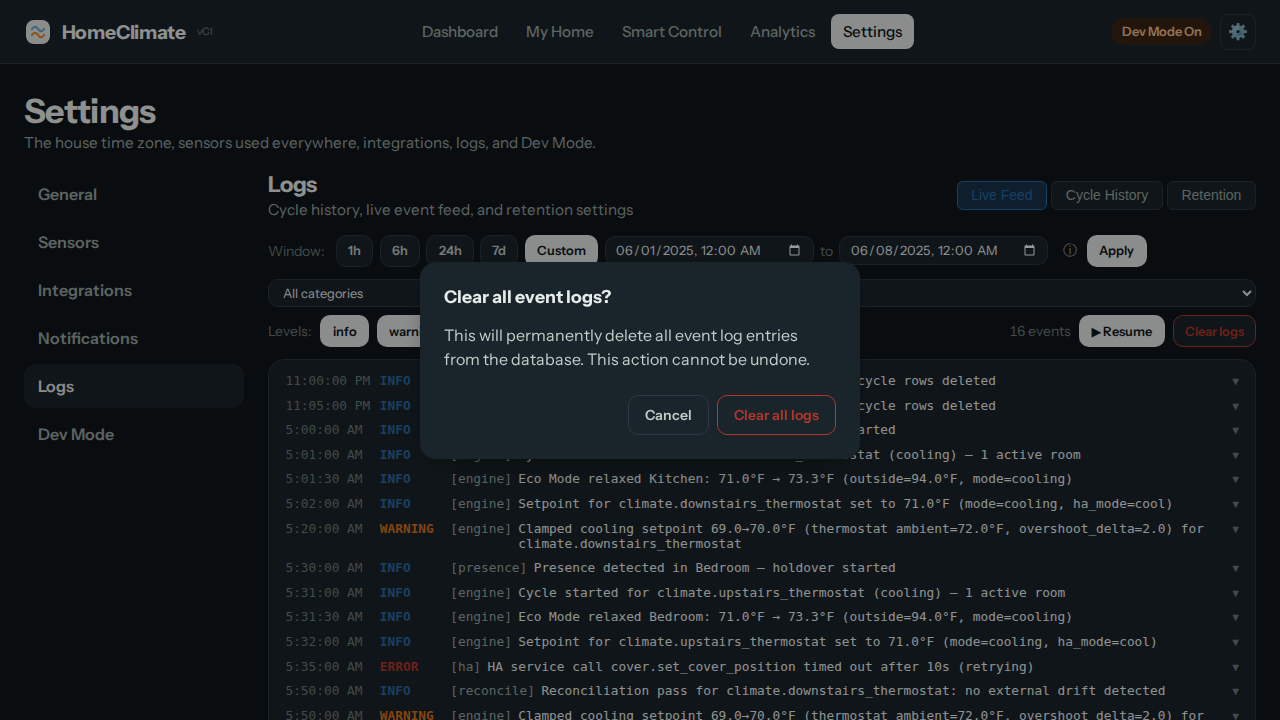 HomeClimate vCI
Dashboard
My Home
Smart Control
Analytics
Settings
Dev Mode On
Settings
The house time zone, sensors used everywhere, integrations, logs, and Dev Mode.
General
Sensors
Integrations
Notifications
Logs
Dev Mode
Logs
Cycle history, live event feed, and retention settings
Live Feed
Cycle History
Retention
Window: 1h 6h 24h 7d Custom 06/01/2025, 12:00 AM to 06/08/2025, 12:00 AM ⓘ Apply
All categories
Levels: info warn
16 events ▶ Resume Clear logs
Clear all event logs?
This will permanently delete all event log entries
from the database. This action cannot be undone.
Cancel
Clear all logs
11:00:00 PM INFO cycle rows deleted
11:05:00 PM INFO cycle rows deleted
5:00:00 AM INFO
5:01:00 AM INFO (cooling) — 1 active room
5:01:30 AM INFO [engine] Eco Mode relaxed Kitchen: 71.0°F → 73.3°F (outside=94.0°F, mode=cooling)
5:02:00 AM INFO [engine] Setpoint for climate.downstairs_thermostat set to 71.0°F (mode=cooling, ha_mode=cool)
5:20:00 AM WARNING [engine] Clamped cooling setpoint 69.0→70.0°F (thermostat ambient=72.0°F, overshoot_delta=2.0) for
climate.downstairs_thermostat
5:30:00 AM INFO [presence] Presence detected in Bedroom — holdover started
5:31:00 AM INFO [engine] Cycle started for climate.upstairs_thermostat (cooling) — 1 active room
5:31:30 AM INFO [engine] Eco Mode relaxed Bedroom: 71.0°F → 73.3°F (outside=94.0°F, mode=cooling)
5:32:00 AM INFO [engine] Setpoint for climate.upstairs_thermostat set to 71.0°F (mode=cooling, ha_mode=cool)
5:35:00 AM ERROR [ha] HA service call cover.set_cover_position timed out after 10s (retrying)
5:50:00 AM INFO [reconcile] Reconciliation pass for climate.downstairs_thermostat: no external drift detected
5:50:00 AM WARNING [engine] Clamped cooling setpoint 69.0→70.0°F (thermostat ambient=72.0°F, overshoot_delta=2.0) for